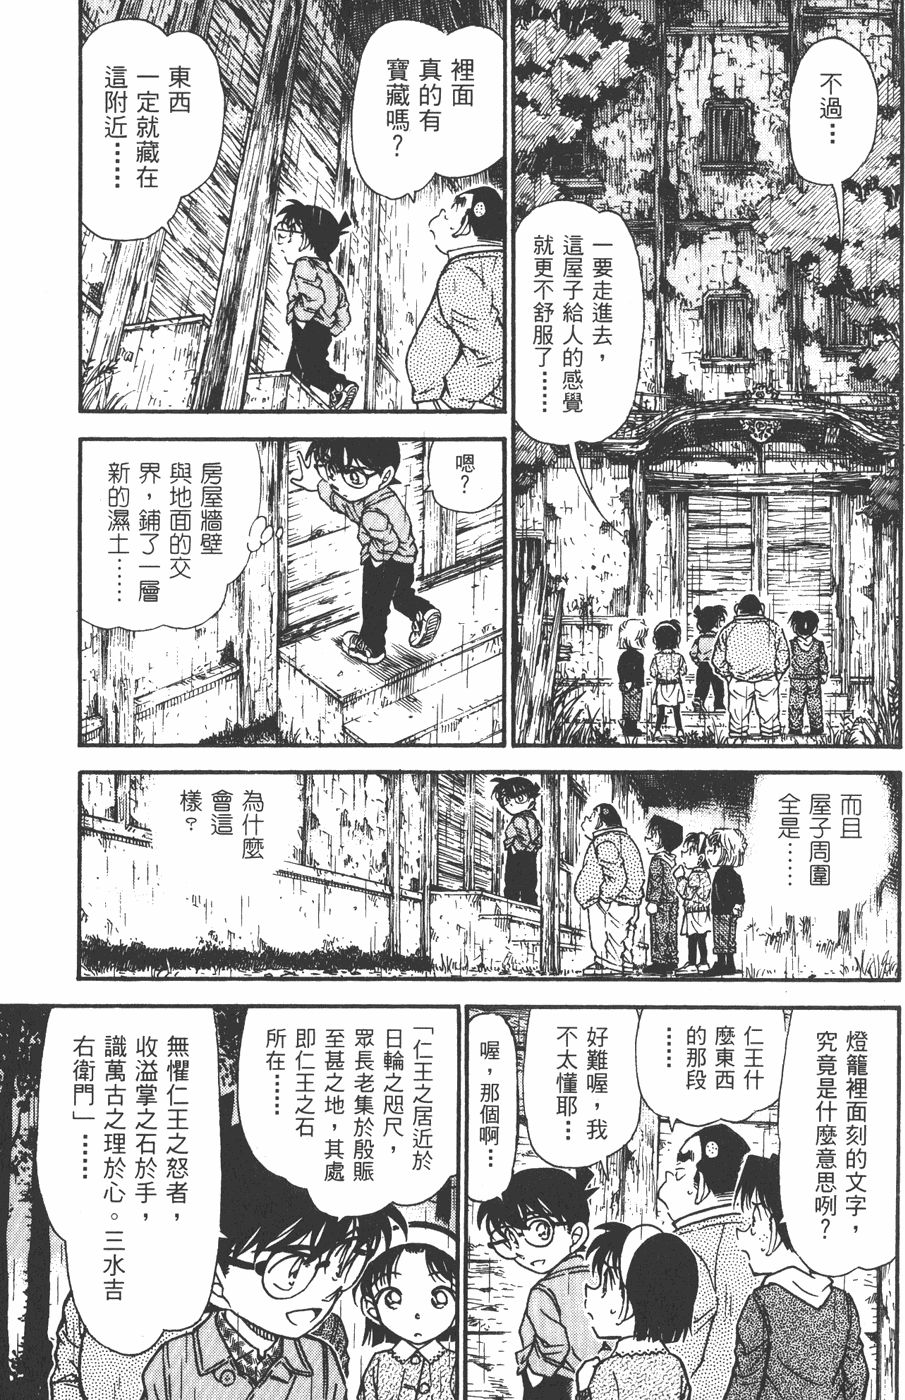 不過…
一要走進去，
這屋子給人的感覺
就更不舒服了……
裡面
真的有
寶藏嗎？
東西
一定就藏在
這附近……
嗯？
房屋牆壁
與地面的交
界，鋪了一層
新的濕土……
而且
屋子周圍
全是……
為什麼
會這
樣？
燈籠裡面刻的文字，
究竟是什麼意思咧？
仁王什
麼東西
的那段
……
好難喔，我
不太懂耶…
喔，那個啊…
「仁王之居近於
日輪之咫尺，
眾長老集於殷賑
至甚之地，其處
即仁王之石
所在……
無懼仁王之怒者，
收溢掌之石於手，
識萬古之理於心。三水吉
右衛門」……